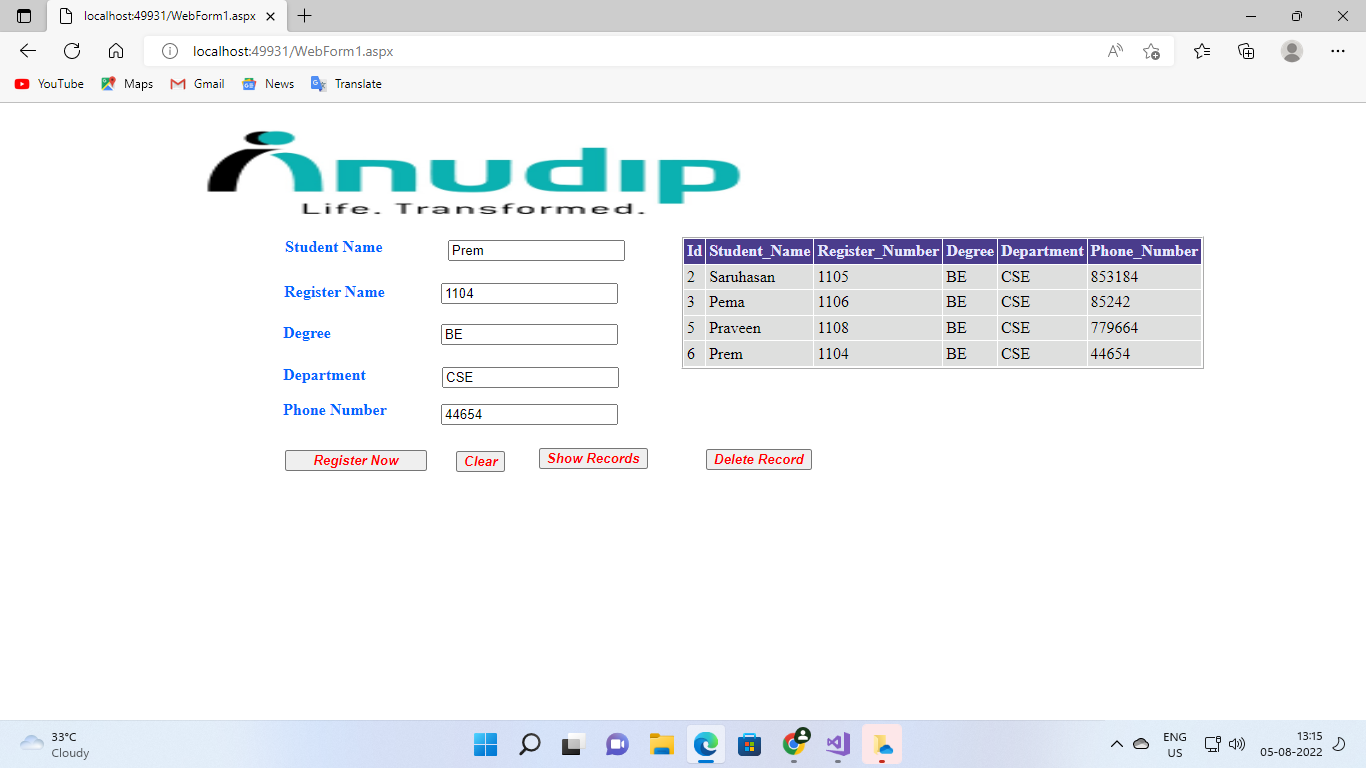 localhost:49931/WebForm1.aspx
localhost:49931/WebForm1.aspx
YouTube Maps Gmail News Translate
nudip
Life. Transformed.
Student Name Prem
Register Name 1104
Degree BE
Department CSE
Phone Number 44654
Id Student_Name Register_Number Degree Department Phone_Number
2 Saruhasan 1105 BE CSE 853184
3 Pema 1106 BE CSE 85242
5 Praveen 1108 BE CSE 779664
6 Prem 1104 BE CSE 44654
Register Now Clear Show Records Delete Record
33°C
Cloudy
ENG
US
13:15
05-08-2022